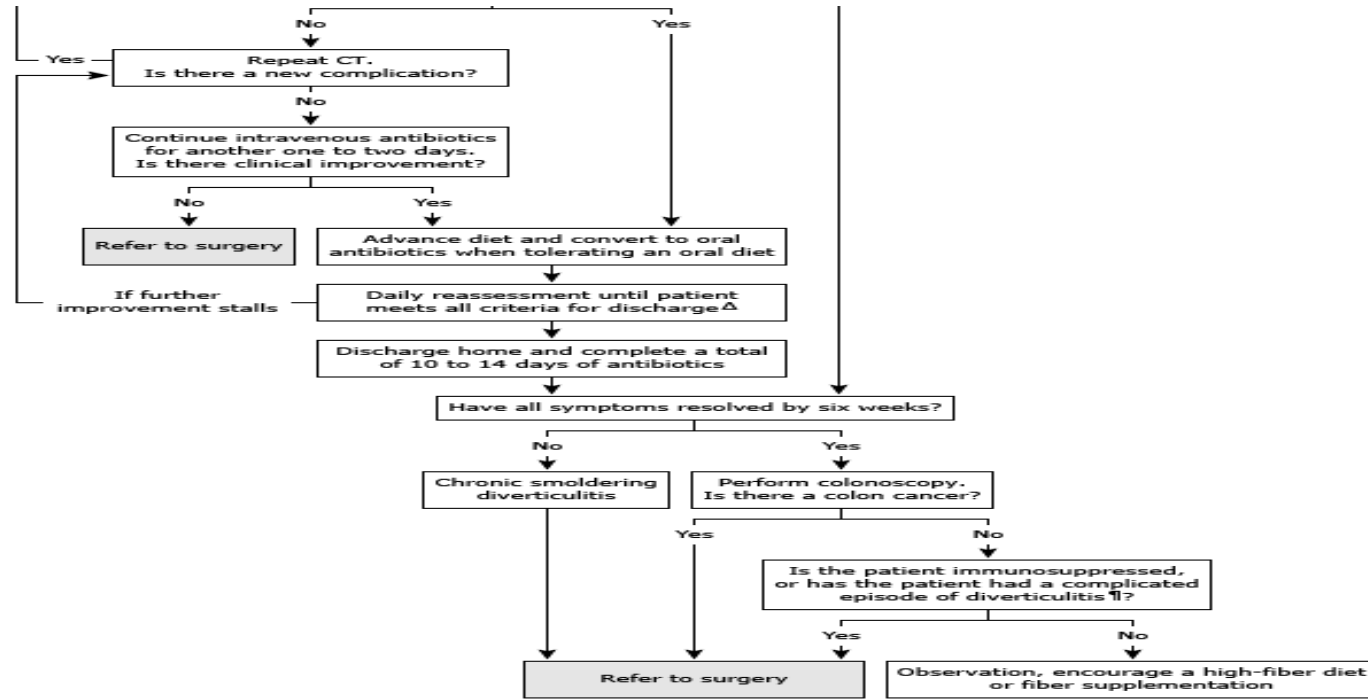 No
Yes
Yes
Repeat CT.
Is there a new complication?
No
Continue intravenous antibiotics
for another one to two days.
Is there clinical improvement?
No
Yes
Refer to surgery
Advance diet and convert to oral
antibiotics when tolerating an oral diet
If further
improvement stalls
Daily reassessment until patient
meets all criteria for discharge Δ
Discharge home and complete a total
of 10 to 14 days of antibiotics
Have all symptoms resolved by six weeks?
No
Yes
Chronic smoldering
diverticulitis
Perform colonoscopy.
Is there a colon cancer?
Yes
No
Is the patient immunosuppressed,
or has the patient had a complicated
episode of diverticulitis ¶?
Yes
No
Refer to surgery
Observation, encourage a high-fiber diet
or fiber supplementation